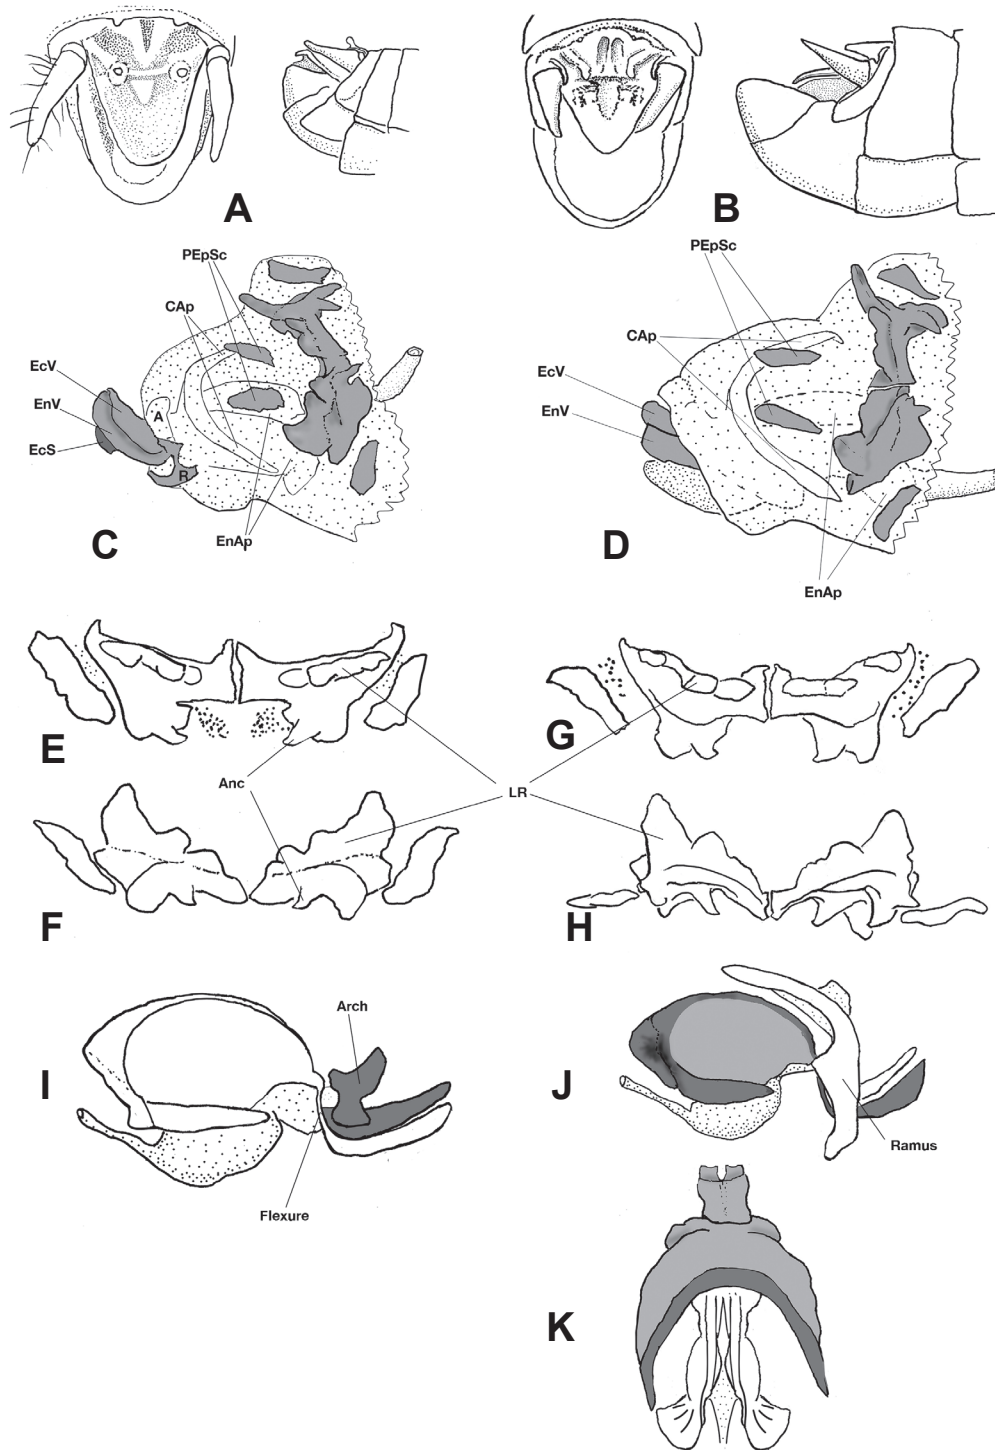 A
B
PEpSc
CAp
EcV
EnV
EcS
A
R
EnAp
C
PEpSc
CAp
EcV
EnV
EnAp
D
E
G
Anc
LR
F
H
Arch
I
Flexure
J
Ramus
K